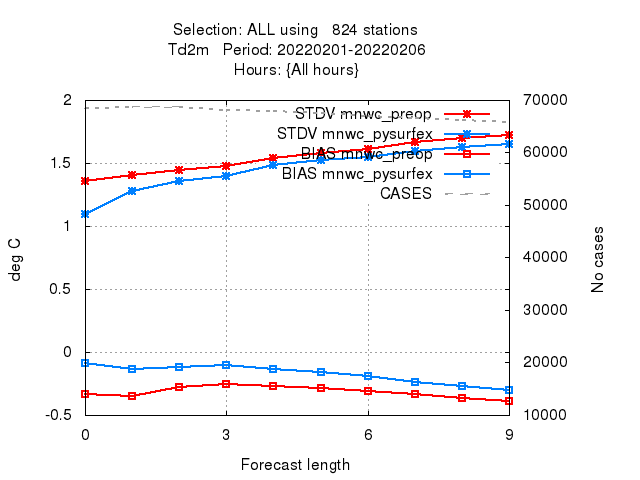 Selection: ALL using   824 stations
Td2m   Period: 20220201-20220206
Hours: {All hours}
2
1.5
1
0.5
0
-0.5
deg C
70000
60000
50000
40000
30000
20000
10000
No cases
STDV mnwc_preop
STDV mnwc_pysurfex
BIAS mnwc_preop
BIAS mnwc_pysurfex
CASES
0
3
6
9
Forecast length